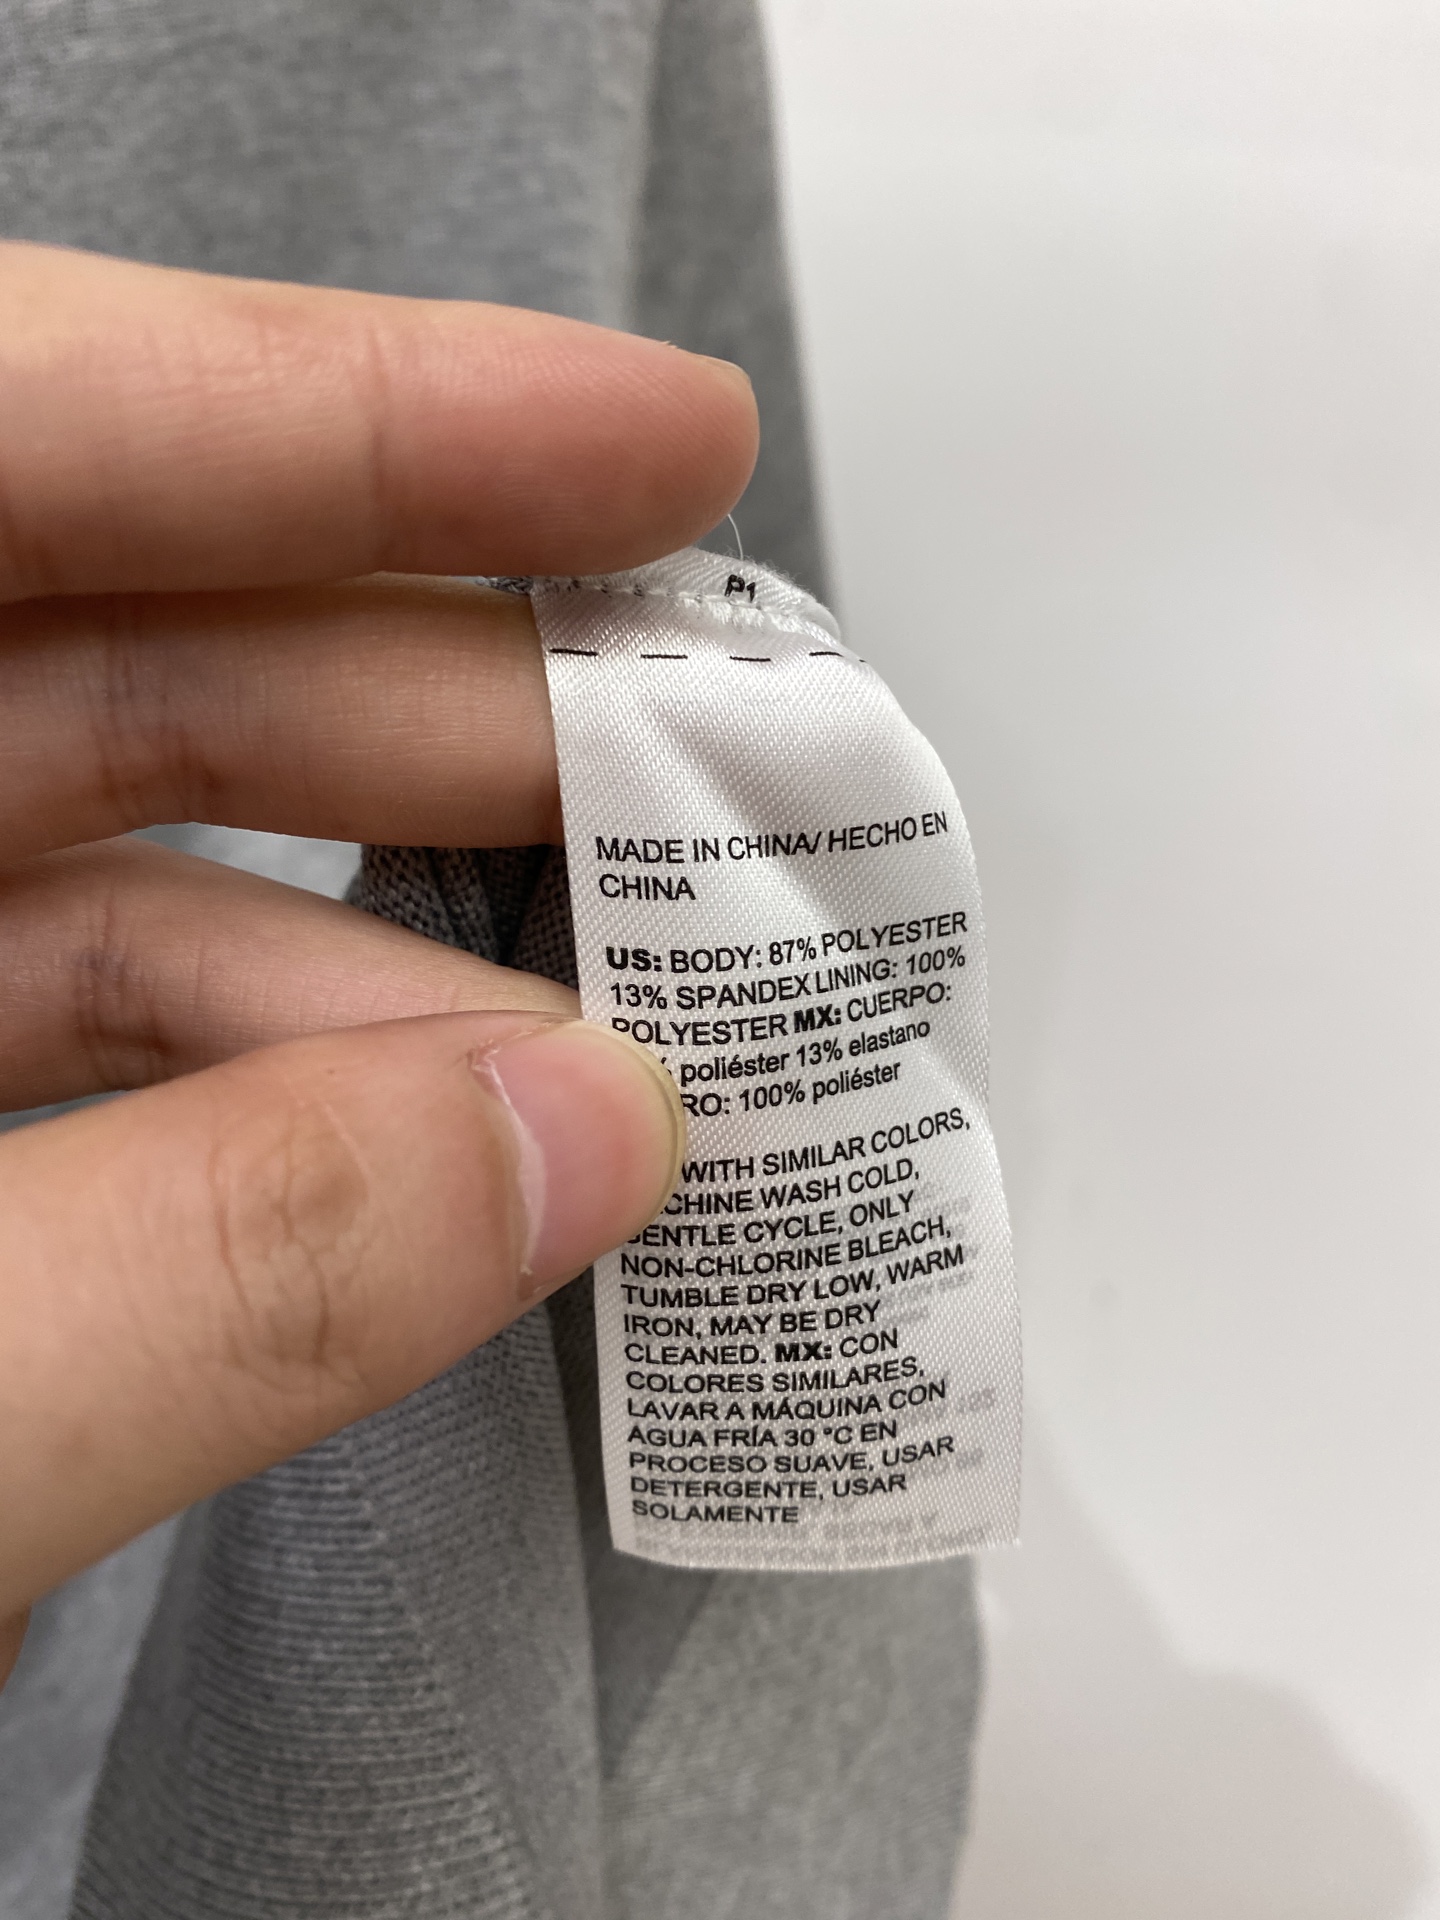 P1
MADE IN CHINA/ HECHO EN
CHINA
US: BODY: 87% POLYESTER
13% SPANDEX LINING: 100%
POLYESTER MX: CUERPO:
poliéster 13% elastano
100% poliéster
WITH SIMILAR COLORS,
WASH COLD,
GENTLE CYCLE, ONLY
NON-CHLORINE BLEACH,
TUMBLE DRY LOW, WARM
IRON, MAY BE DRY
CLEANED. MX: CON
COLORES SIMILARES,
LAVAR A MÁQUINA CON
AGUA FRÍA 30 °C EN
PROCESO SUAVE, USAR
DETERGENTE, USAR
SOLAMENTE